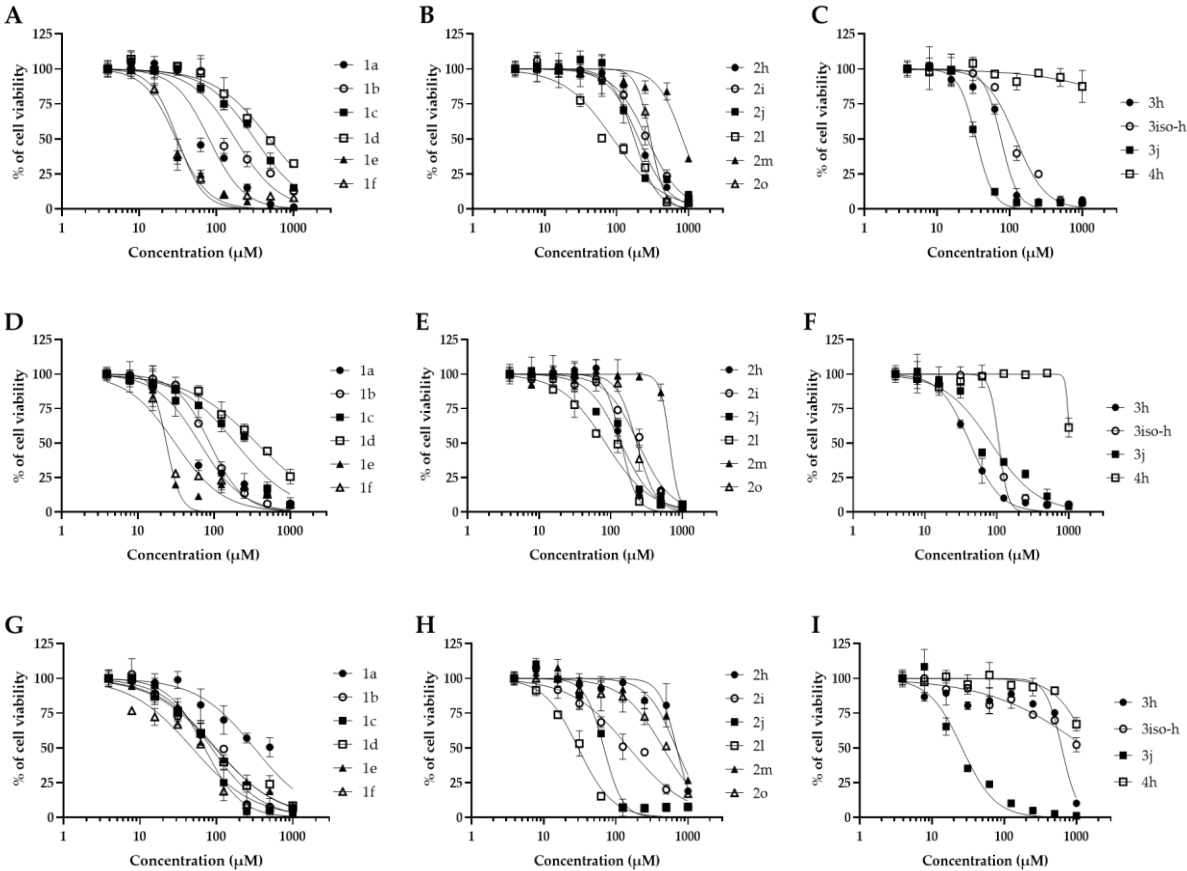 A
% of cell viability
125
100
75
50
25
0
1
10
100
1000
Concentration (µM)
1a
1b
1c
1d
1e
1f
B
% of cell viability
125
100
75
50
25
0
1
10
100
1000
Concentration (µM)
2h
2i
2j
2l
2m
2o
C
% of cell viability
125
100
75
50
25
0
1
10
100
1000
Concentration (µM)
3h
3iso-h
3j
4h
D
% of cell viability
125
100
75
50
25
0
1
10
100
1000
Concentration (µM)
1a
1b
1c
1d
1e
1f
E
% of cell viability
125
100
75
50
25
0
1
10
100
1000
Concentration (µM)
2h
2i
2j
2l
2m
2o
F
% of cell viability
125
100
75
50
25
0
1
10
100
1000
Concentration (µM)
3h
3iso-h
3j
4h
G
% of cell viability
125
100
75
50
25
0
1
10
100
1000
Concentration (µM)
1a
1b
1c
1d
1e
1f
H
% of cell viability
125
100
75
50
25
0
1
10
100
1000
Concentration (µM)
2h
2i
2j
2l
2m
2o
I
% of cell viability
125
100
75
50
25
0
1
10
100
1000
Concentration (µM)
3h
3iso-h
3j
4h